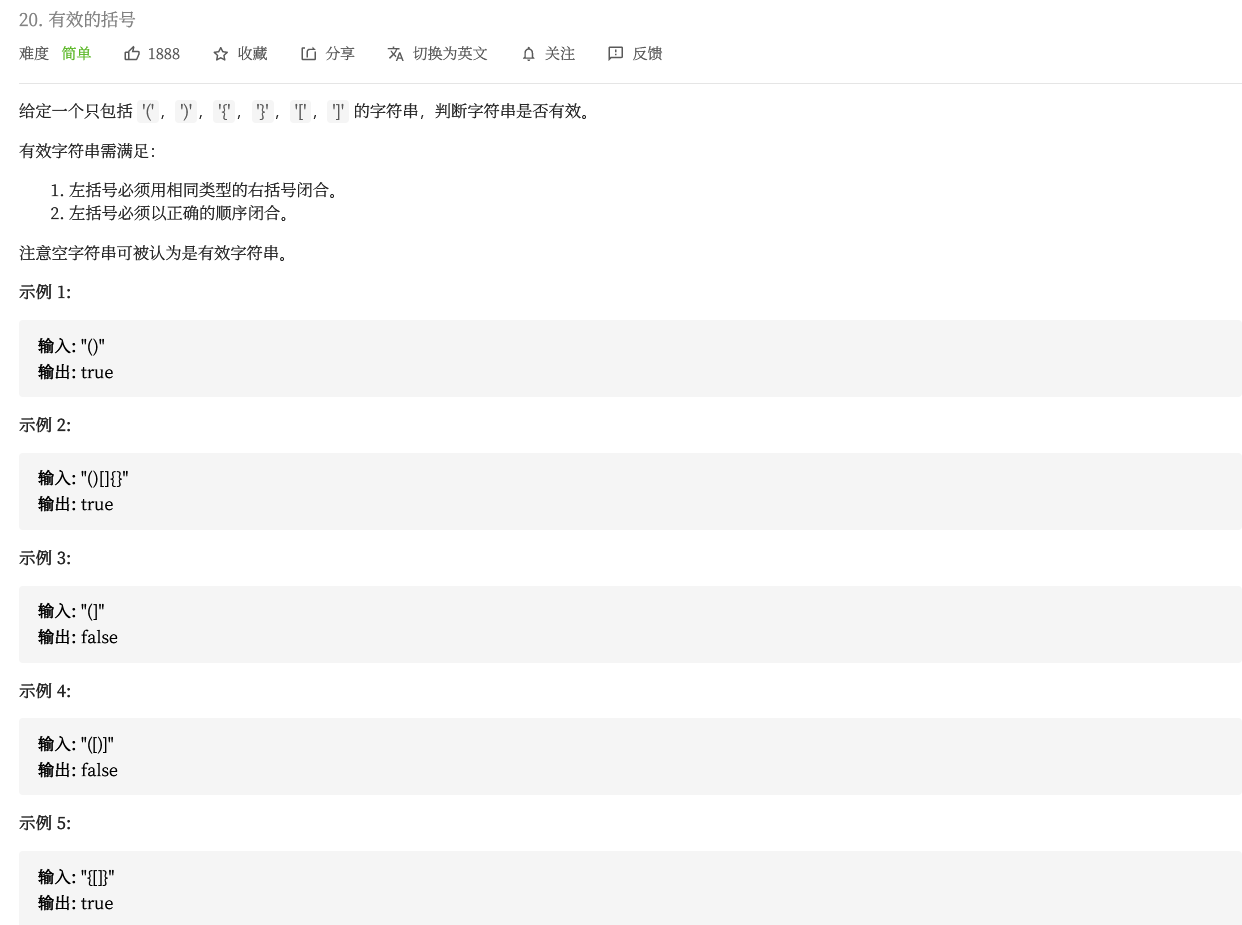 20. 有效的括号
难度 简单 1888 收藏 分享 切换为英文 关注 反馈
给定一个只包括 '('，')'，'{'，'}'，'['，']' 的字符串，判断字符串是否有效。
有效字符串需满足：
1. 左括号必须用相同类型的右括号闭合。
2. 左括号必须以正确的顺序闭合。
注意空字符串可被认为是有效字符串。
示例 1:
输入: "()"
输出: true
示例 2:
输入: "()[]{}"
输出: true
示例 3:
输入: "(]"
输出: false
示例 4:
输入: "([)]"
输出: false
示例 5:
输入: "{[]}"
输出: true